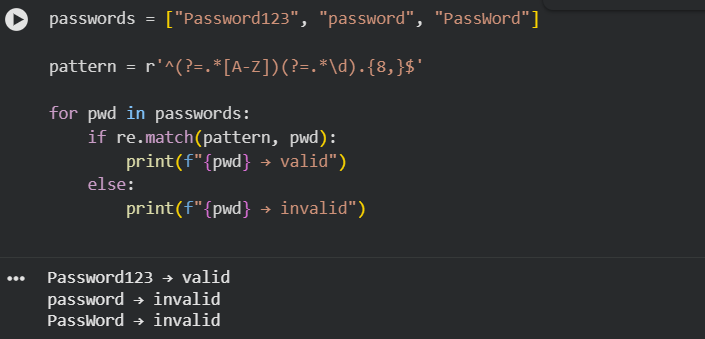 passwords = ["Password123", "password", "PassWord"]
pattern = r'^(?=.*[A-Z])(?=.*\d).{8,}$'
for pwd in passwords:
    if re.match(pattern, pwd):
        print(f"{pwd} → valid")
    else:
        print(f"{pwd} → invalid")
Password123 → valid
password → invalid
PassWord → invalid